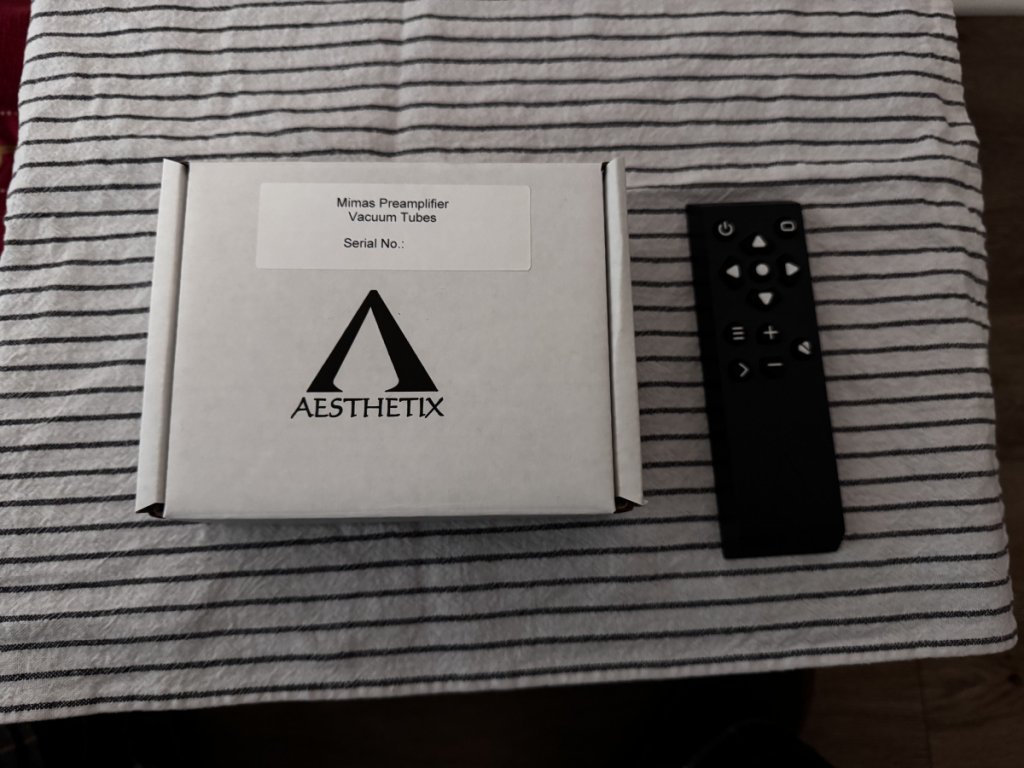 Mimas Preamplifier
Vacuum Tubes
Serial No.:
AESTHETIX